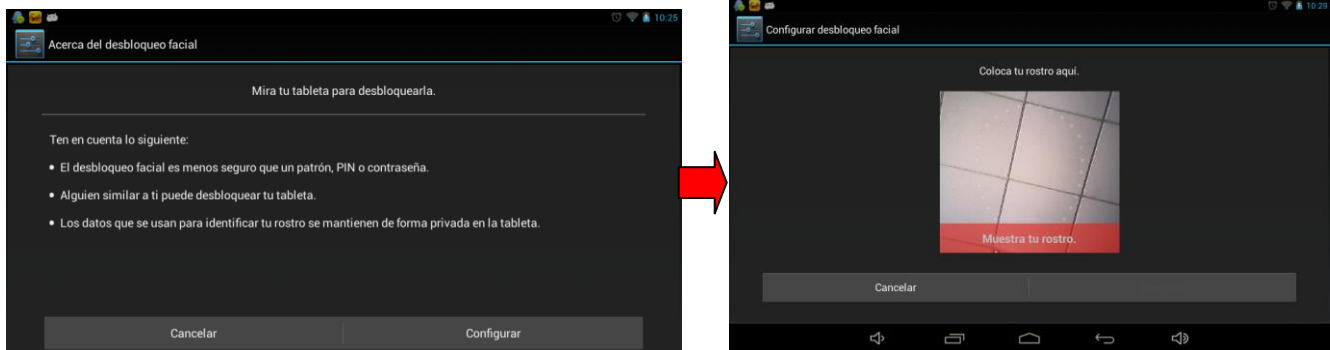 10:25
Acerca del desbloqueo facial
Mira tu tableta para desbloquearla.
Ten en cuenta lo siguiente:
• El desbloqueo facial es menos seguro que un patrón, PIN o contraseña.
• Alguien similar a ti puede desbloquear tu tableta.
• Los datos que se usan para identificar tu rostro se mantienen de forma privada en la tableta.
Cancelar Configurar
10:29
Configurar desbloqueo facial
Coloca tu rostro aquí.
Muestra tu rostro.
Cancelar